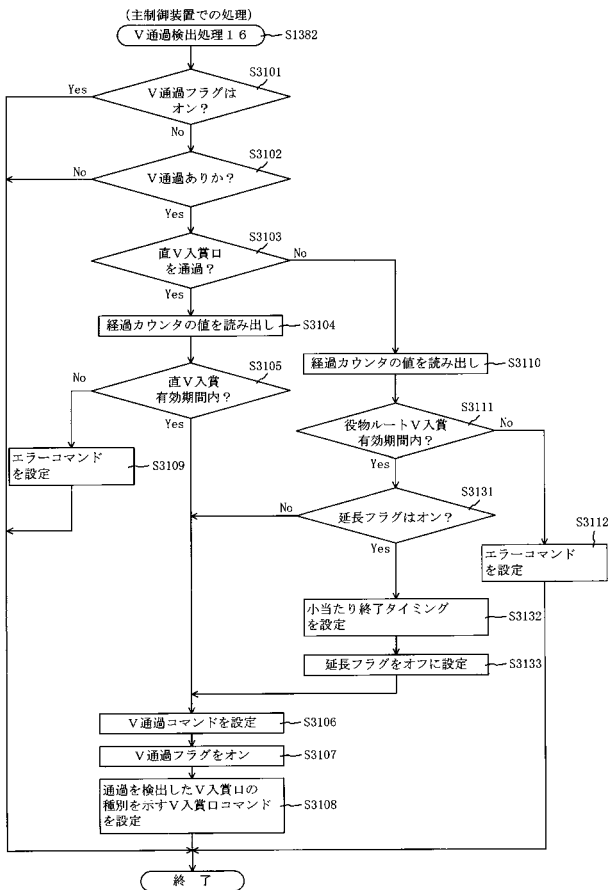 (主制御装置での処理)
V通過検出処理16
S1382
S3101
Yes
V通過フラグは
オン?
No
S3102
No
V通過ありか?
Yes
S3103
直V入賞口
を通過?
No
Yes
経過カウンタの値を読み出し
S3104
経過カウンタの値を読み出し
S3110
S3105
No
直V入賞
有効期間内?
Yes
S3111
役物ルートV入賞
有効期間内?
No
Yes
エラーコマンド
を設定
S3109
S3131
No
延長フラグはオン?
Yes
S3112
エラーコマンド
を設定
小当たり終了タイミング
を設定
S3132
延長フラグをオフに設定
S3133
V通過コマンドを設定
S3106
V通過フラグをオン
S3107
通過を検出したV入賞口の
種別を示すV入賞口コマンド
を設定
S3108
終 了